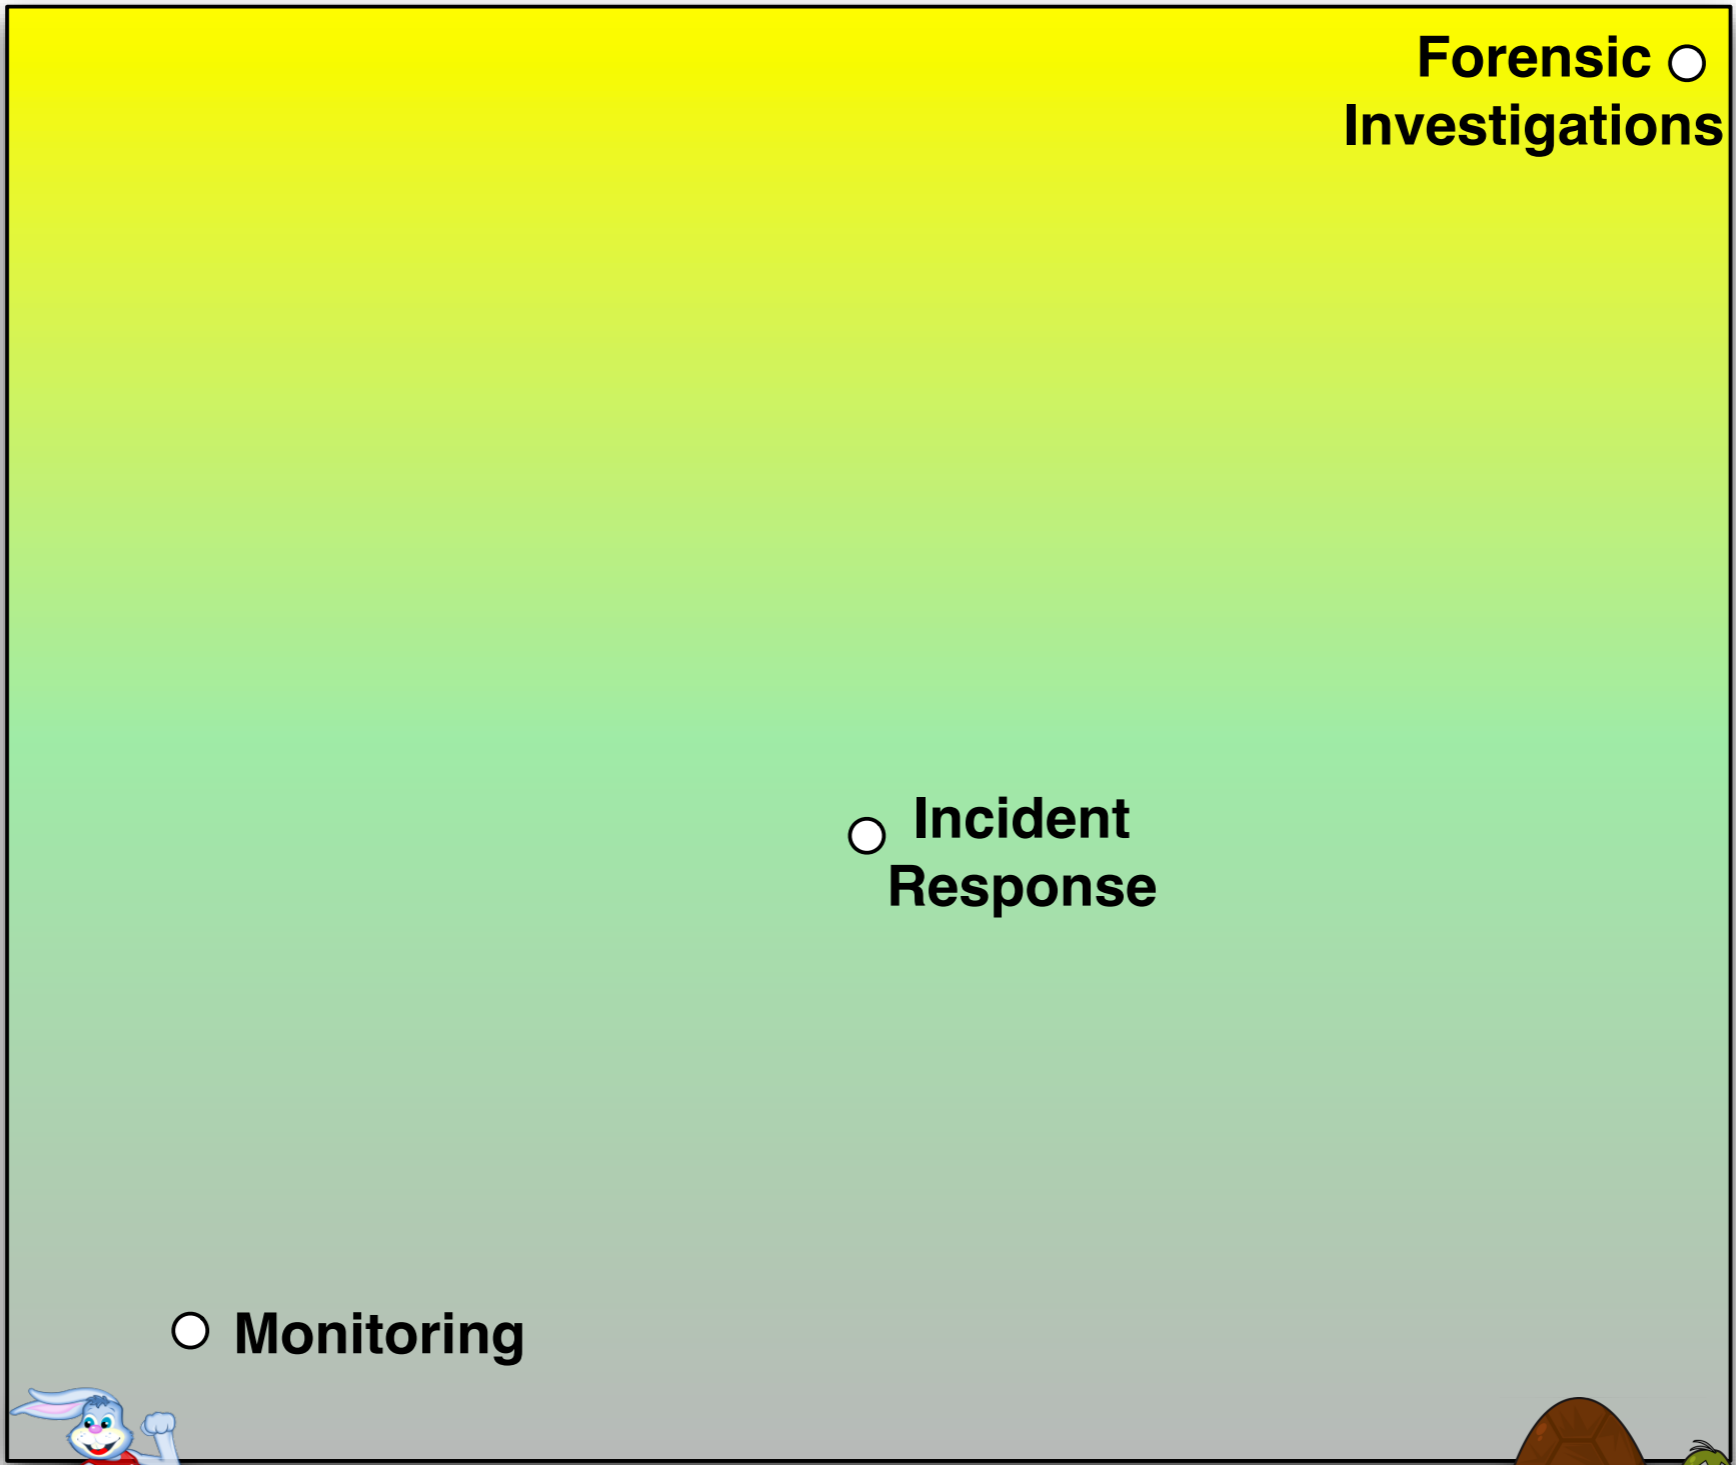 Forensic
Investigations
Incident
Response
Monitoring